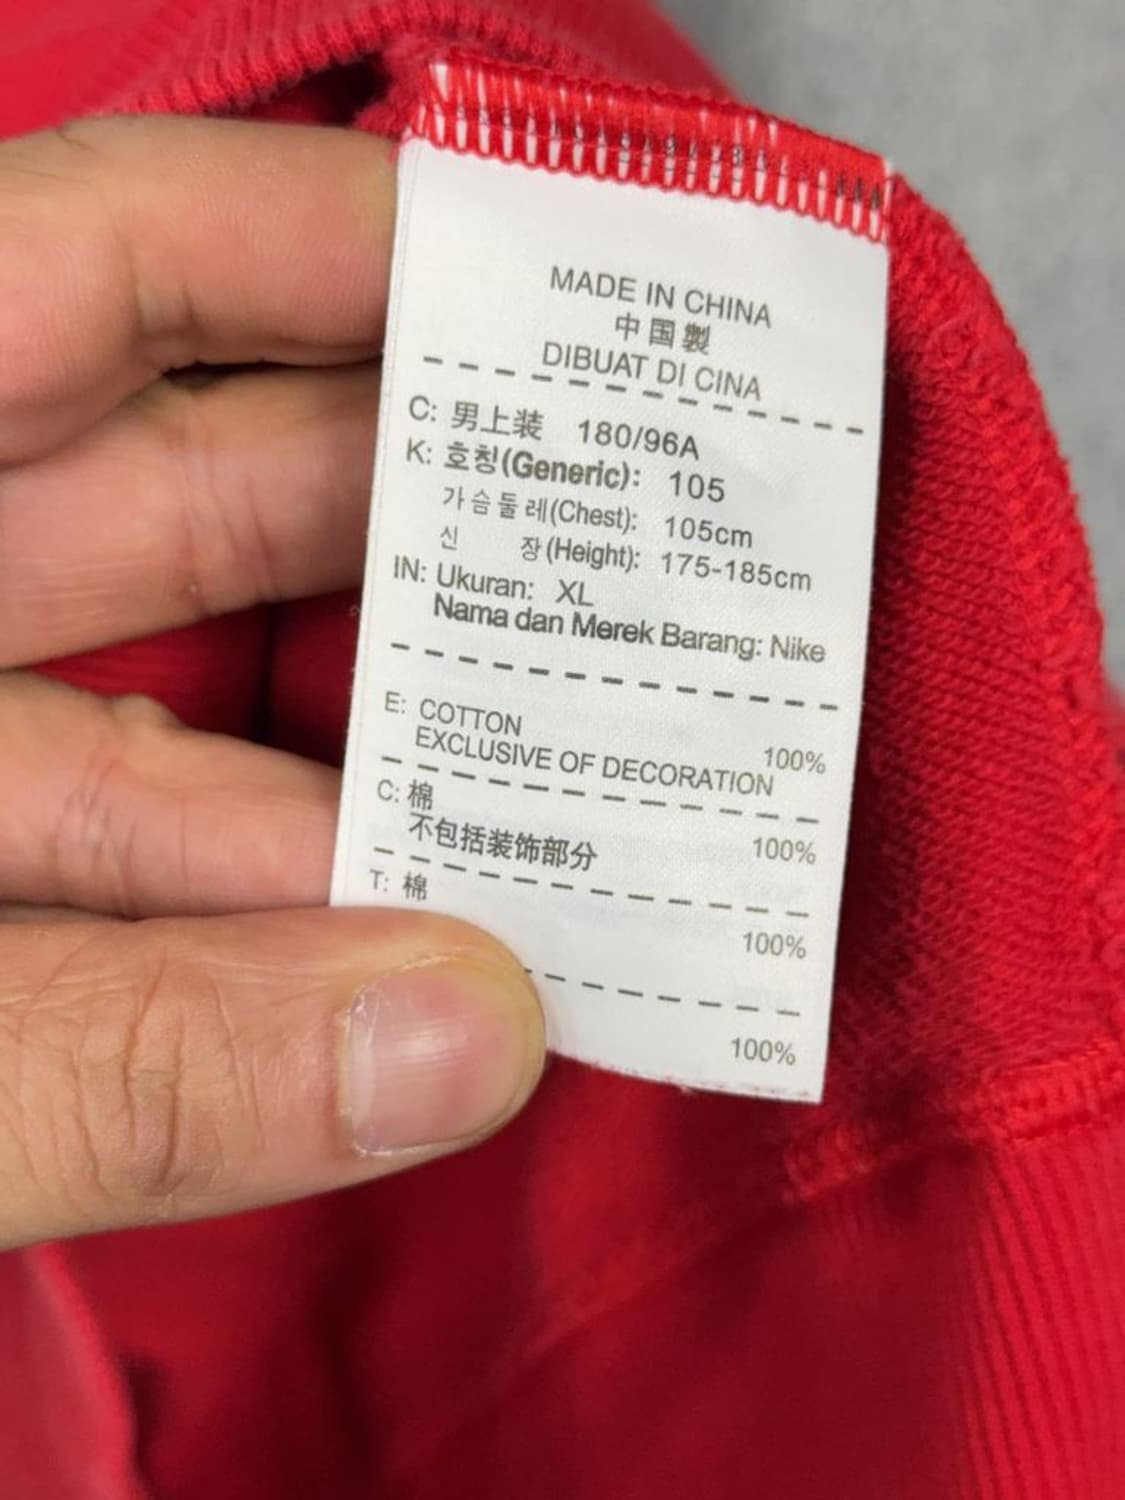 MADE IN CHINA
中国製
DIBUAT DI CINA
C: 男上装 180/96A
K: 호칭(Generic): 105
가슴둘레(Chest): 105cm
신 장(Height): 175-185cm
IN: Ukuran: XL
Nama dan Merek Barang: Nike
E: COTTON 100%
EXCLUSIVE OF DECORATION
C: 棉 100%
不包括装饰部分
T: 棉 100%
100%